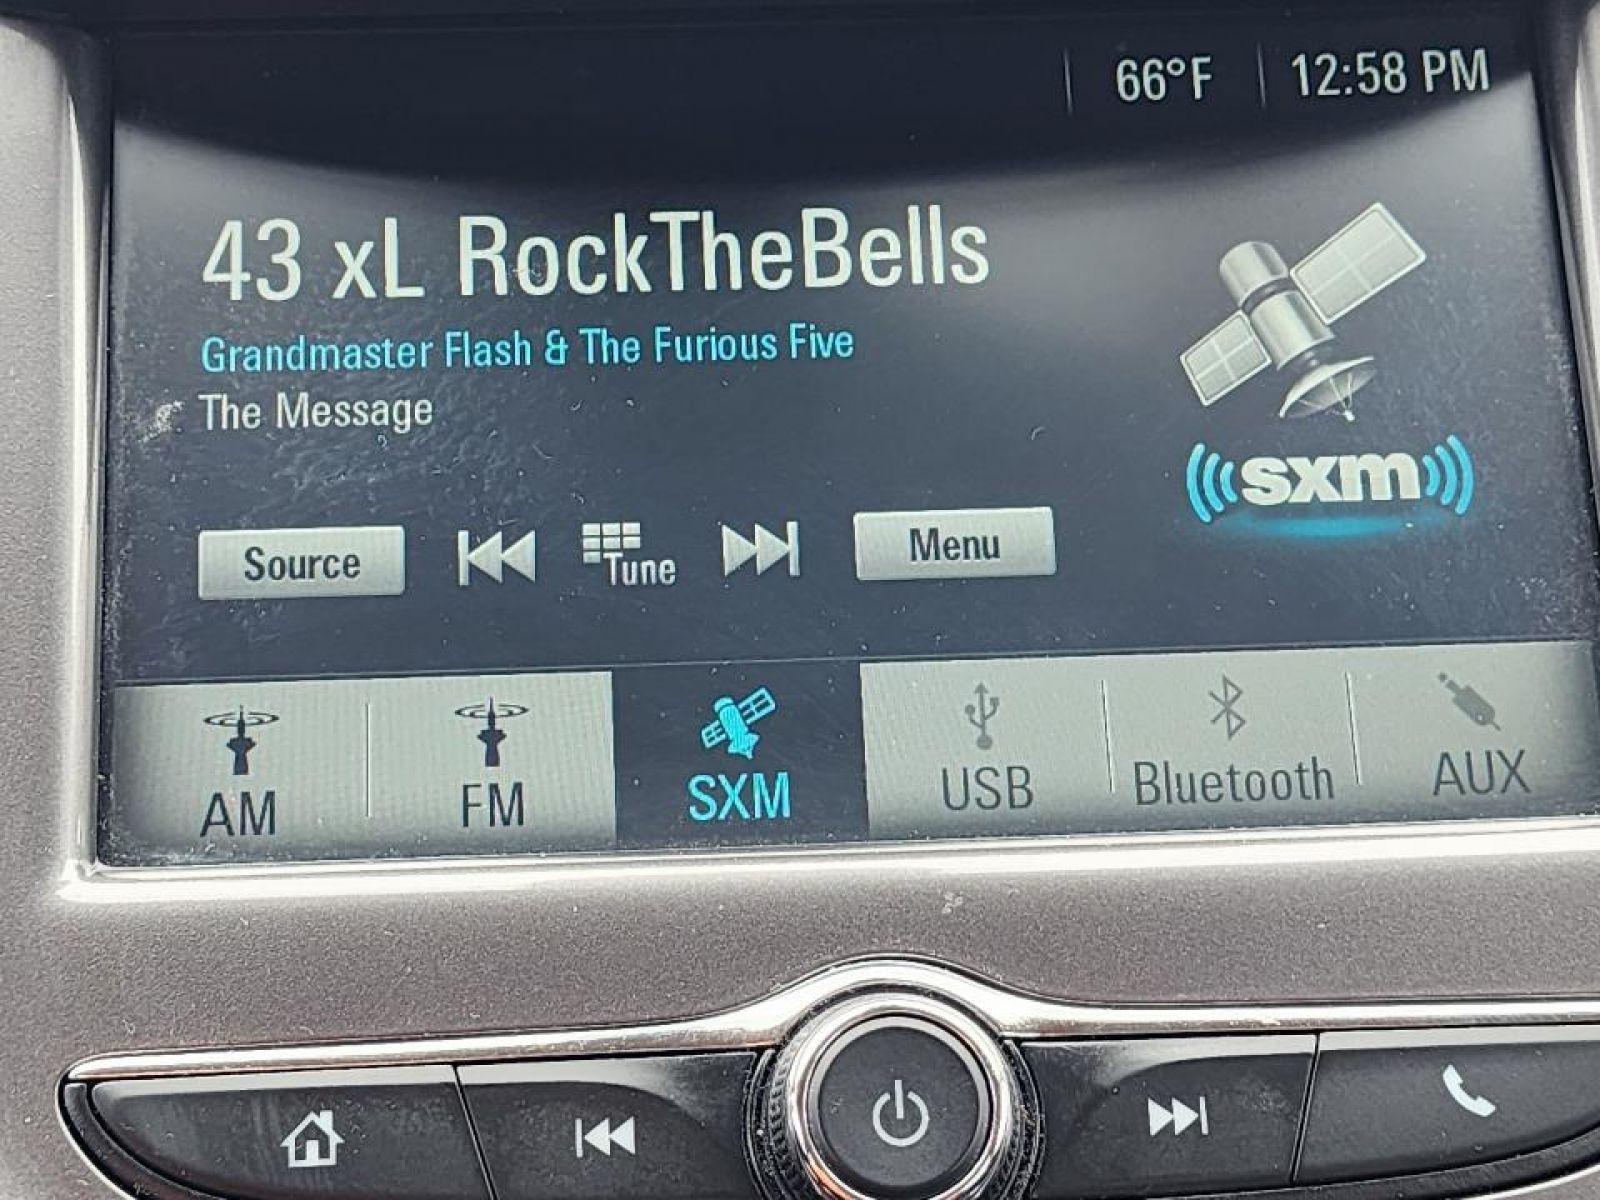 66°F 12:58 PM
43 xL RockTheBells
Grandmaster Flash & The Furious Five
The Message
sxm
Source Tune Menu
AM FM SXM USB Bluetooth AUX